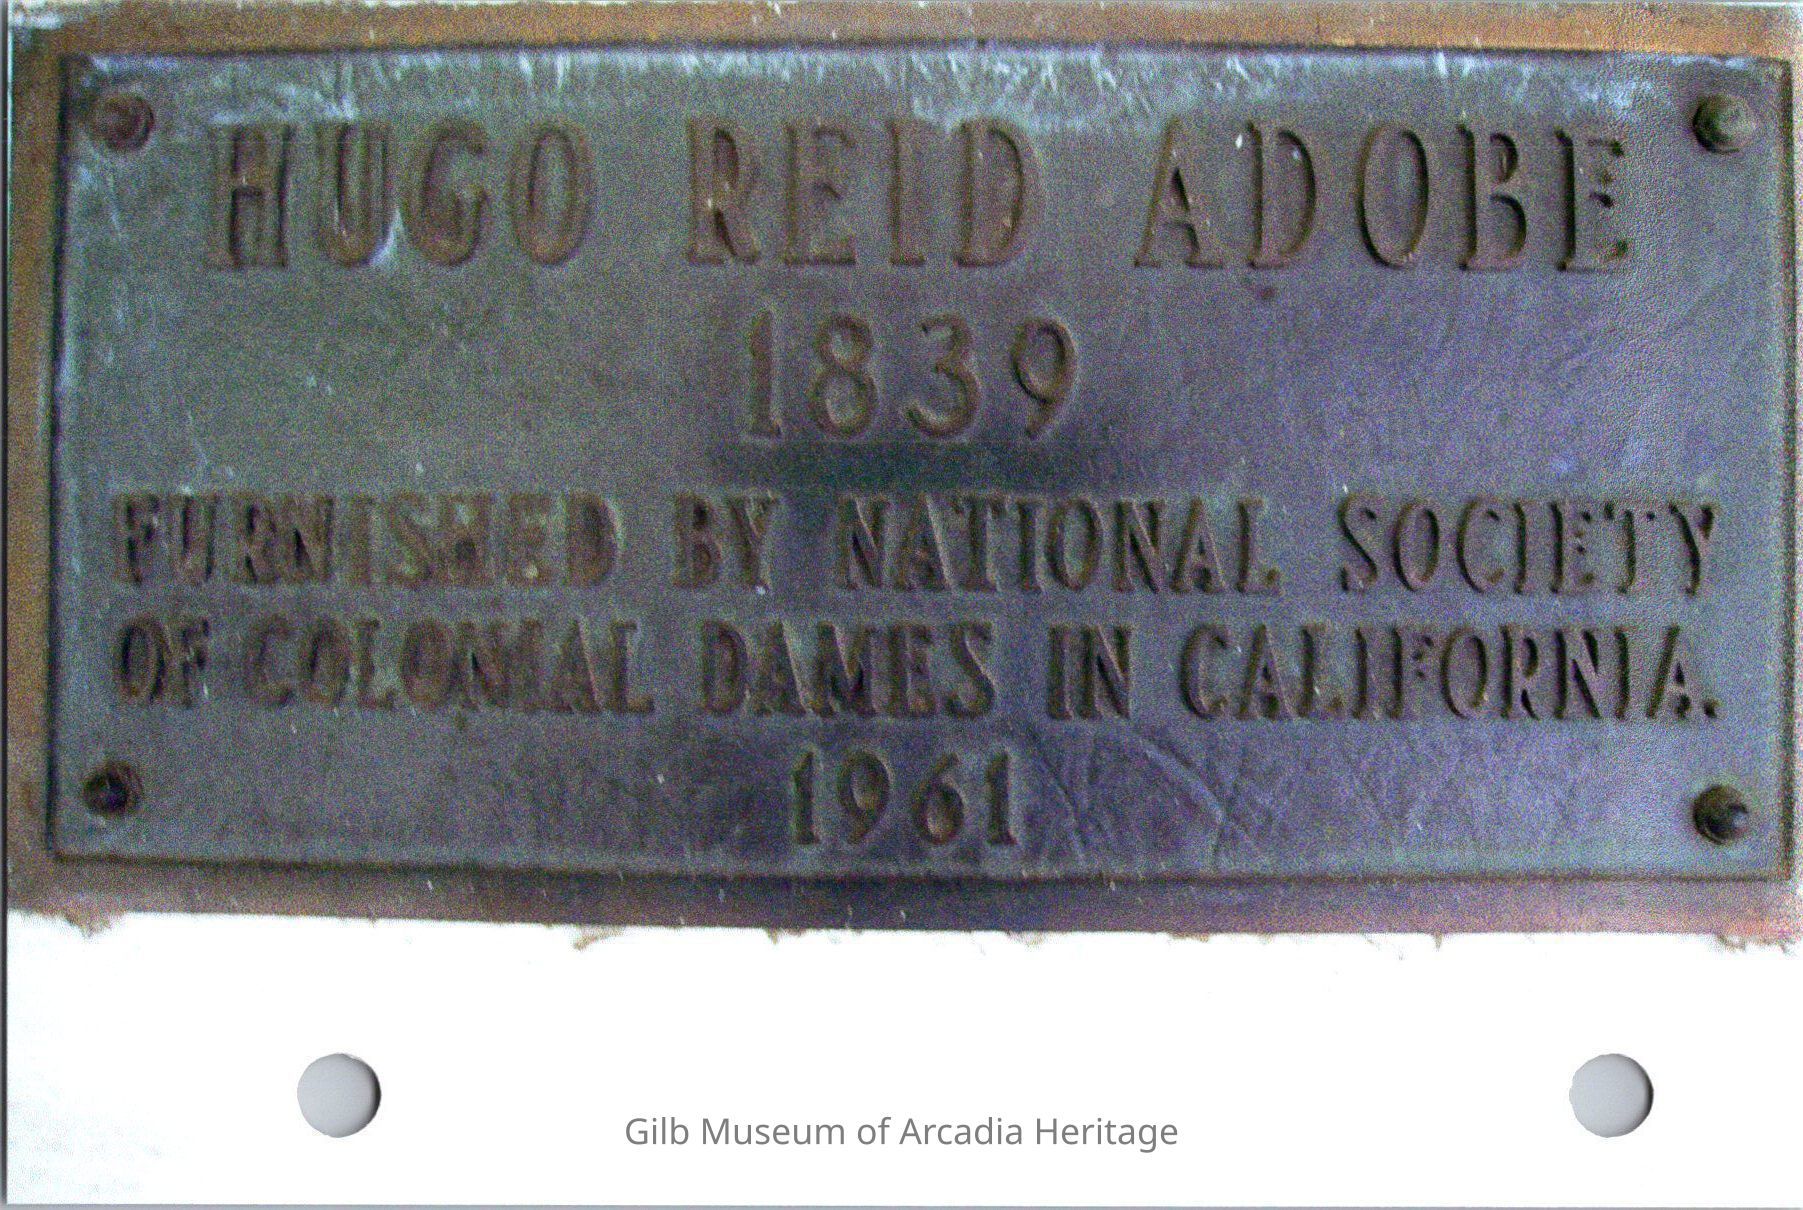 HUGO REID ADOBE
1839
FURNISHED BY NATIONAL SOCIETY
OF COLONIAL DAMES IN CALIFORNIA.
1961
Gilb Museum of Arcadia Heritage